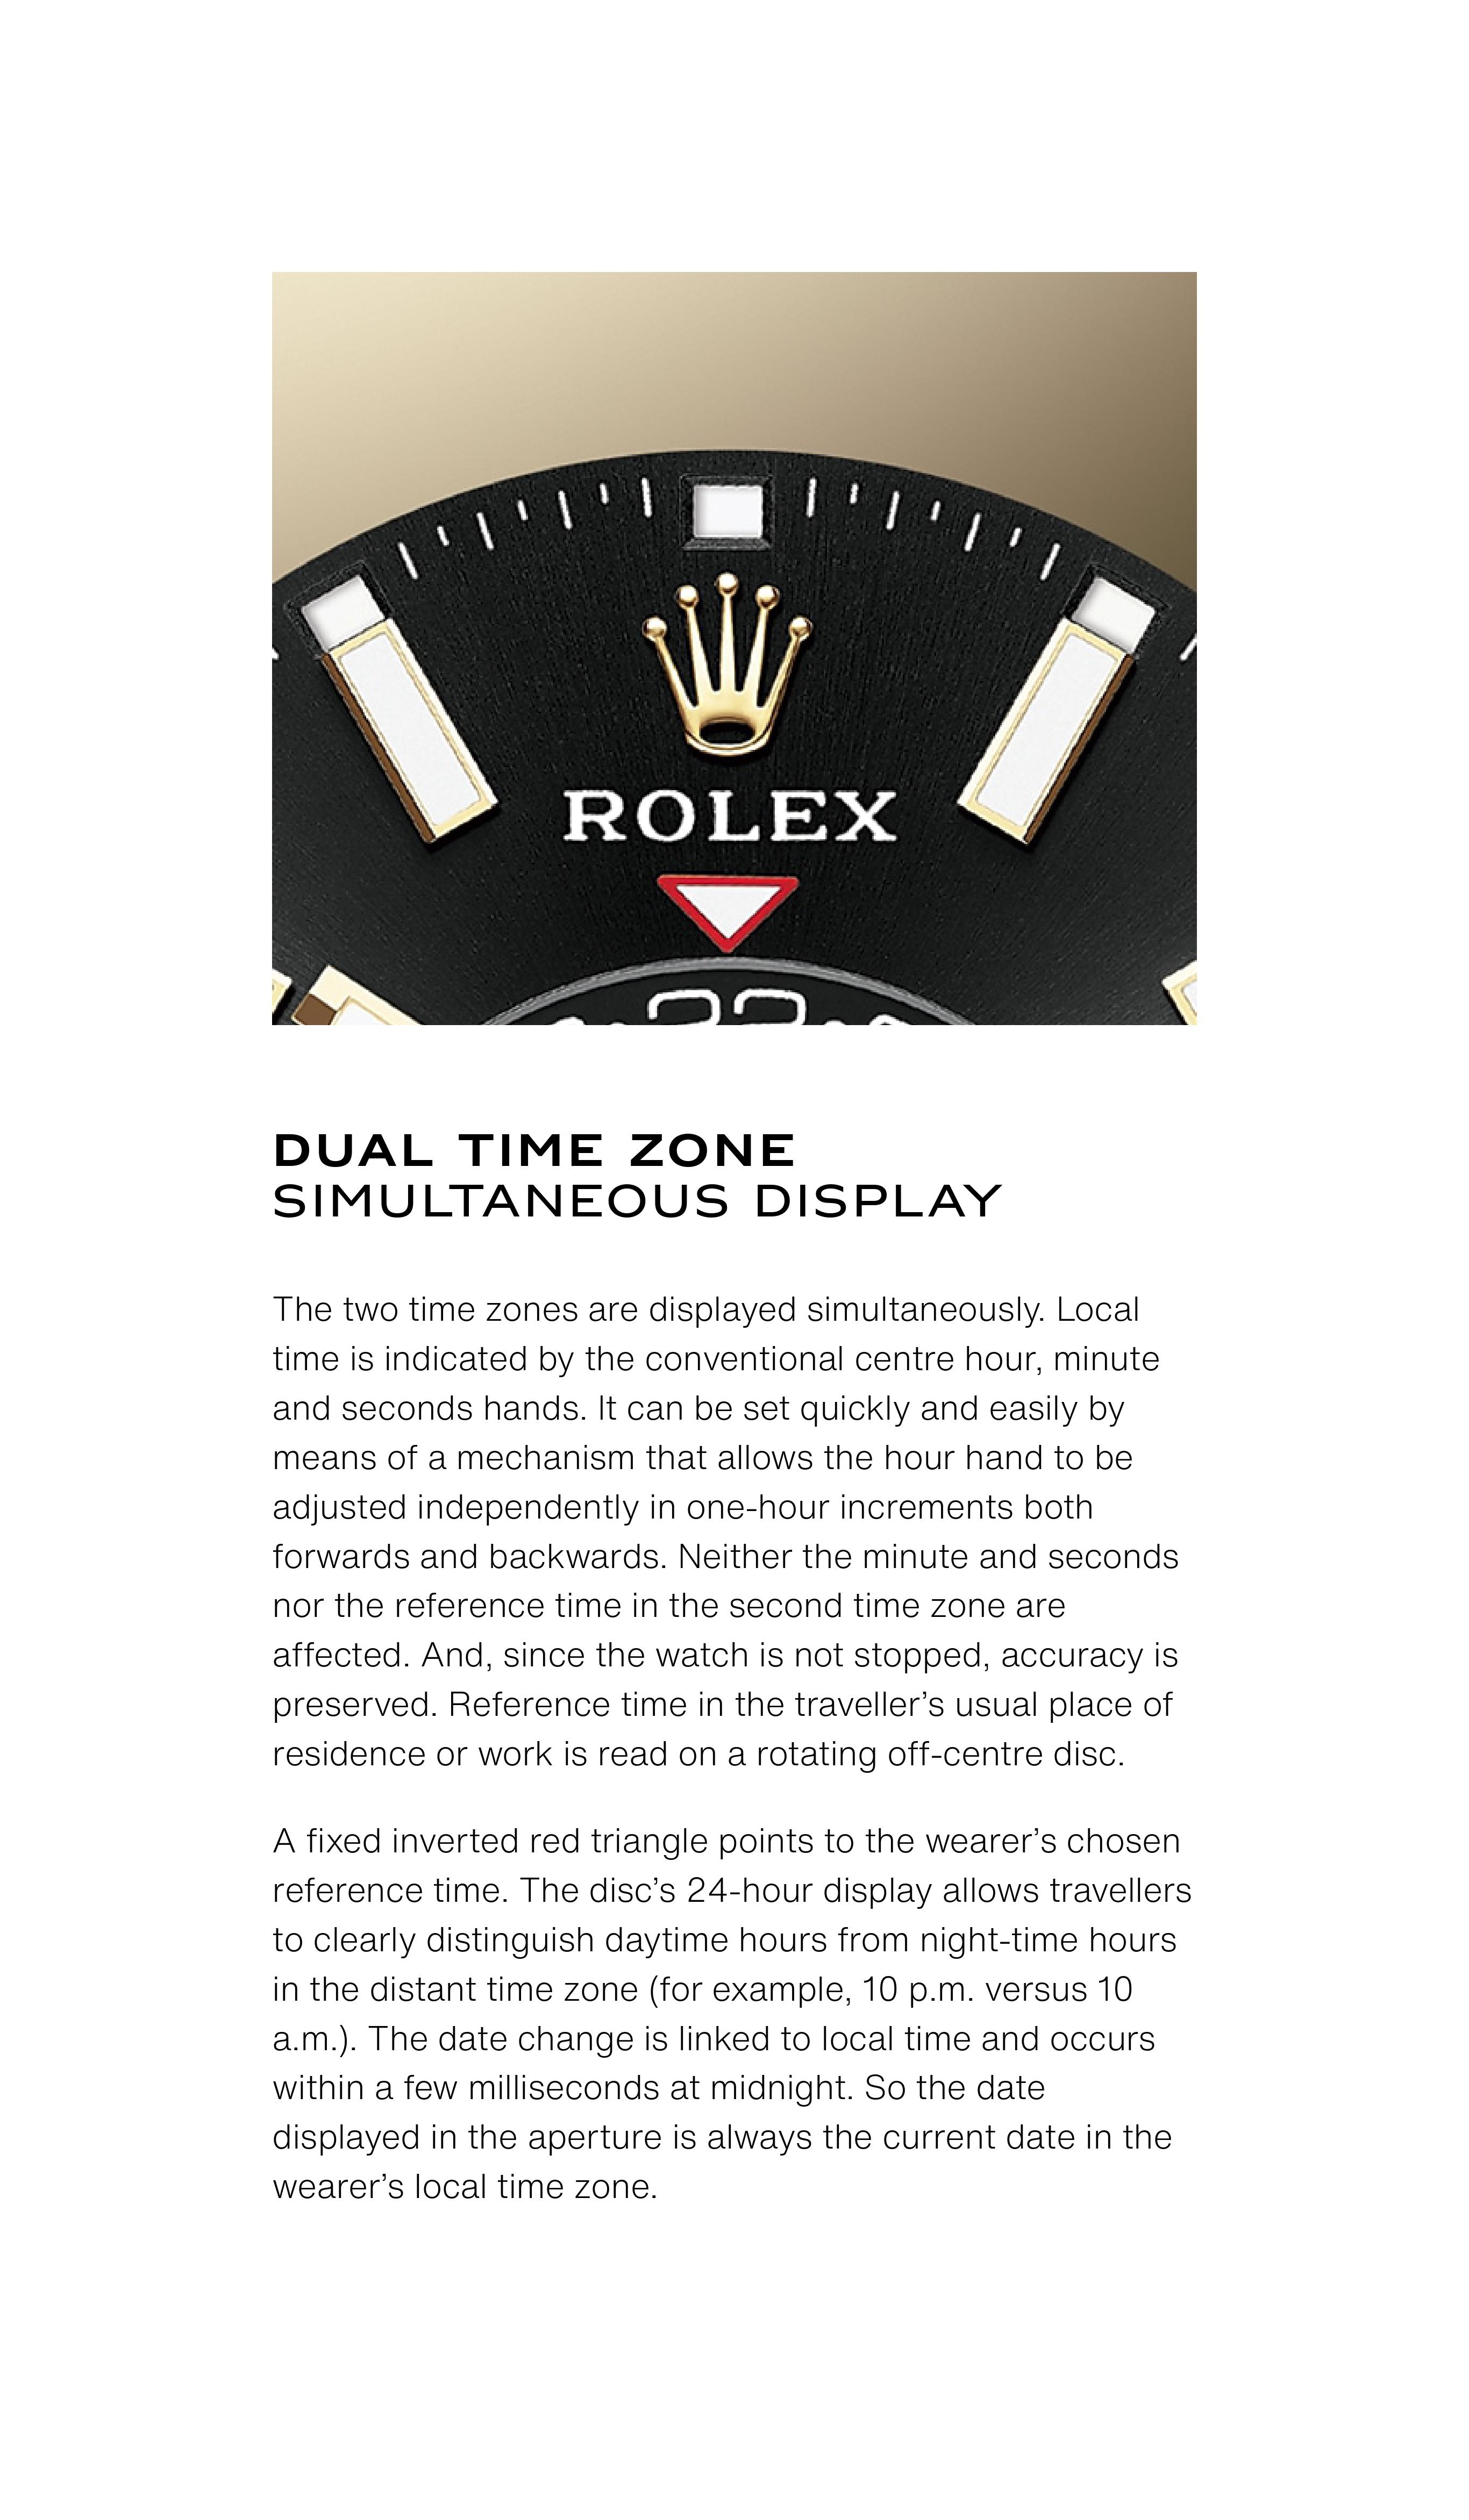 ROLEX
22
DUAL TIME ZONE
SIMULTANEOUS DISPLAY
The two time zones are displayed simultaneously. Local
time is indicated by the conventional centre hour, minute
and seconds hands. It can be set quickly and easily by
means of a mechanism that allows the hour hand to be
adjusted independently in one-hour increments both
forwards and backwards. Neither the minute and seconds
nor the reference time in the second time zone are
affected. And, since the watch is not stopped, accuracy is
preserved. Reference time in the traveller’s usual place of
residence or work is read on a rotating off-centre disc.
A fixed inverted red triangle points to the wearer’s chosen
reference time. The disc’s 24-hour display allows travellers
to clearly distinguish daytime hours from night-time hours
in the distant time zone (for example, 10 p.m. versus 10
a.m.). The date change is linked to local time and occurs
within a few milliseconds at midnight. So the date
displayed in the aperture is always the current date in the
wearer’s local time zone.